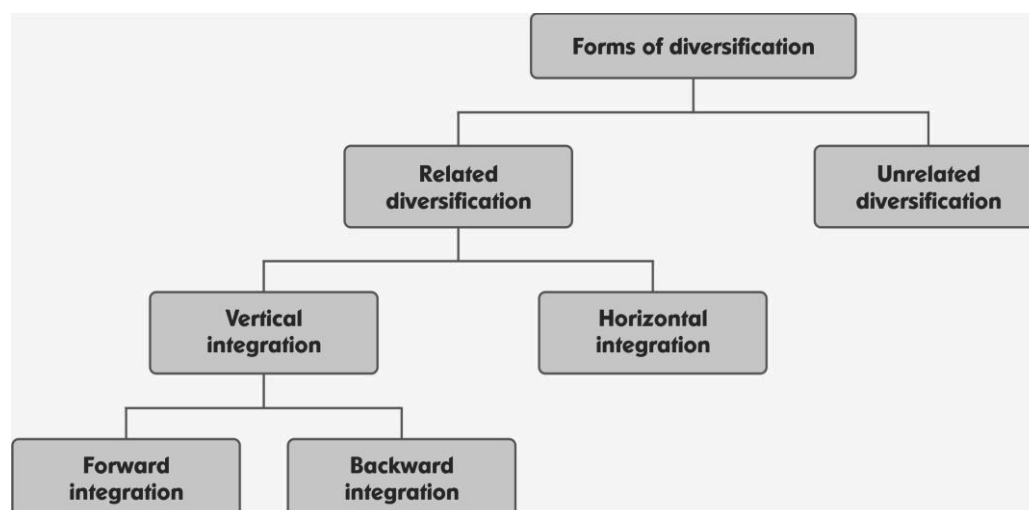 Forms of diversification
Related
diversification
Unrelated
diversification
Vertical
integration
Horizontal
integration
Forward
integration
Backward
integration